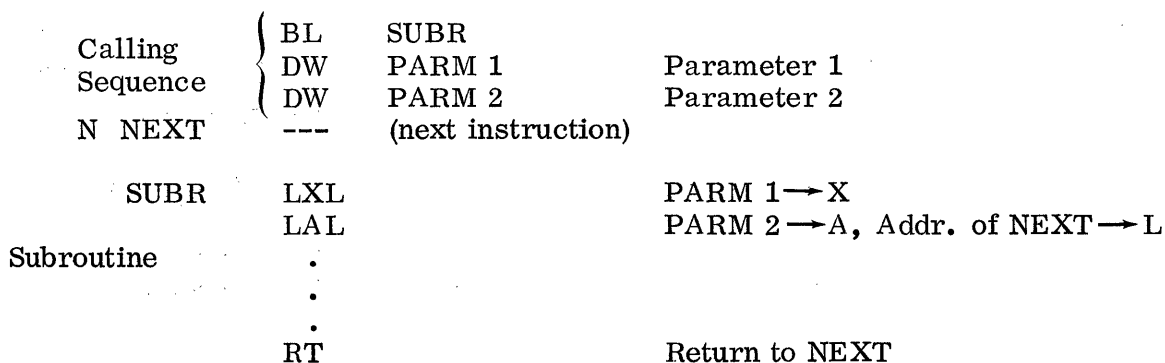 Calling Sequence BL SUBR
DW PARM 1 Parameter 1
DW PARM 2 Parameter 2
N NEXT --- (next instruction)
SUBR LXL PARM 1→X
LAL PARM 2→A, Addr. of NEXT→L
Subroutine .
.
.
RT Return to NEXT